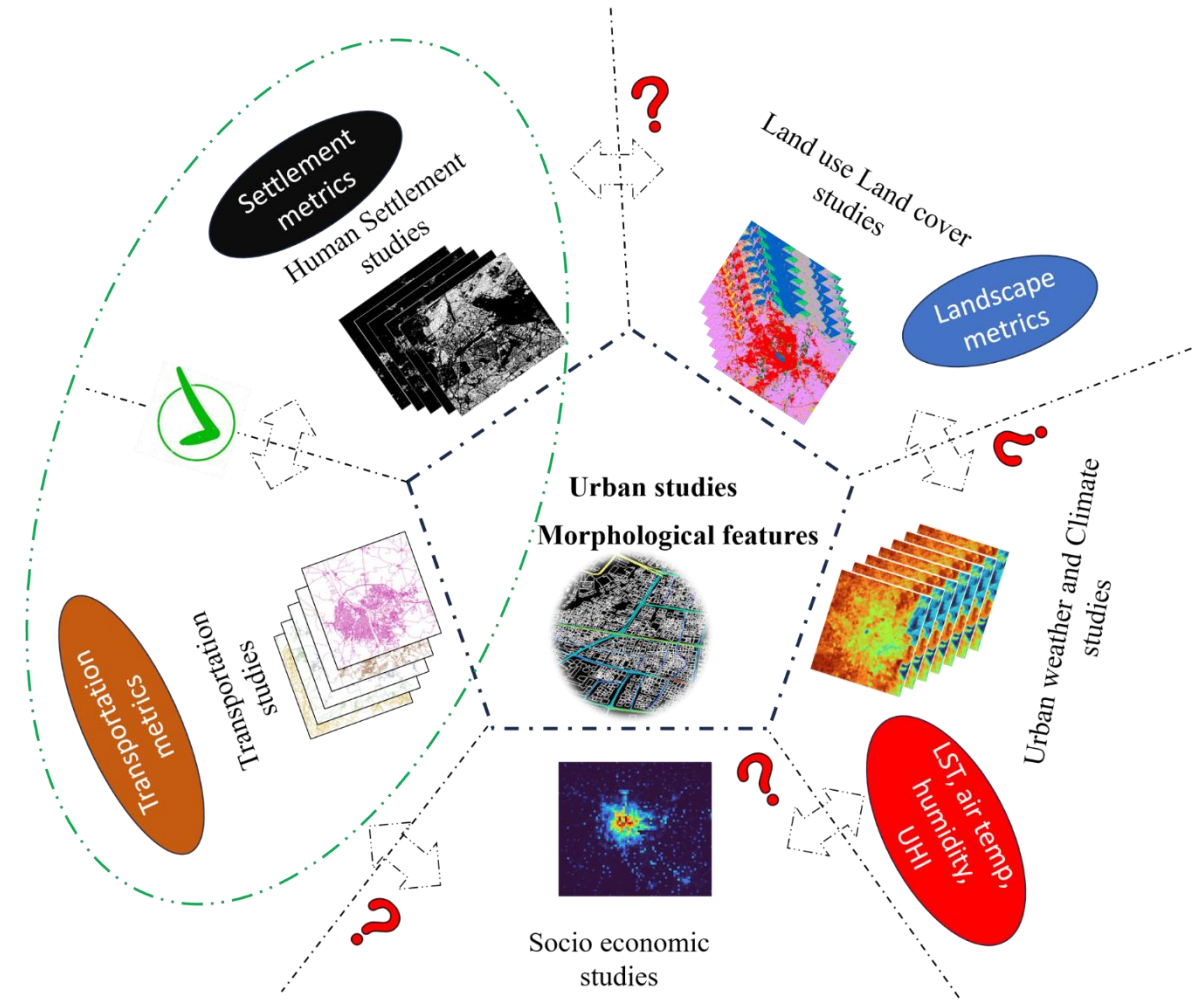 Settlement
metrics
Human Settlement
studies
?
Land use Land cover
studies
Landscape
metrics
?
Urban studies
Morphological features
Urban weather and Climate
studies
LST, air temp,
humidity,
UHI
?
Transportation
studies
Transportation
metrics
?
Socio economic
studies